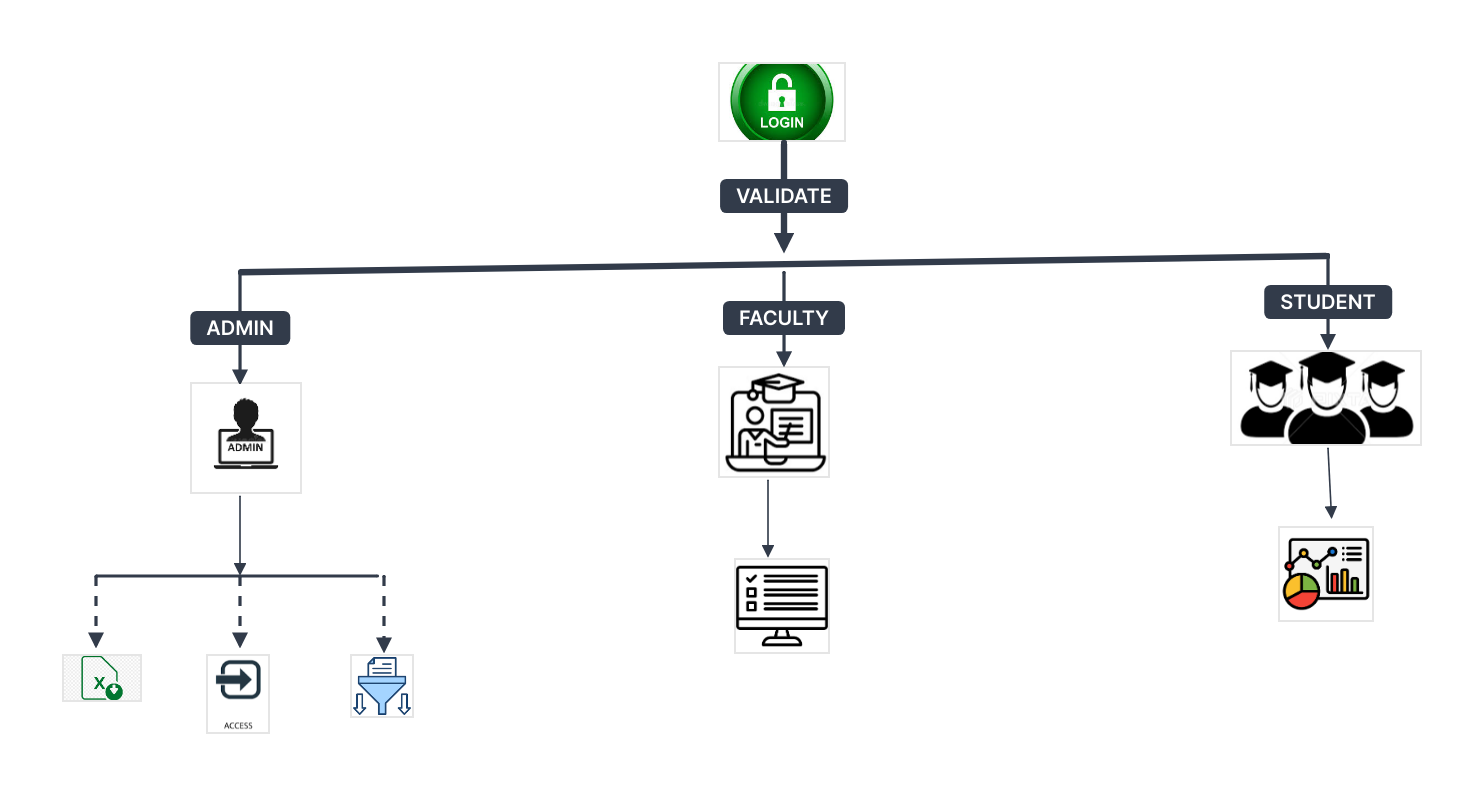 LOGIN
VALIDATE
ADMIN
FACULTY
STUDENT
ADMIN
X
ACCESS